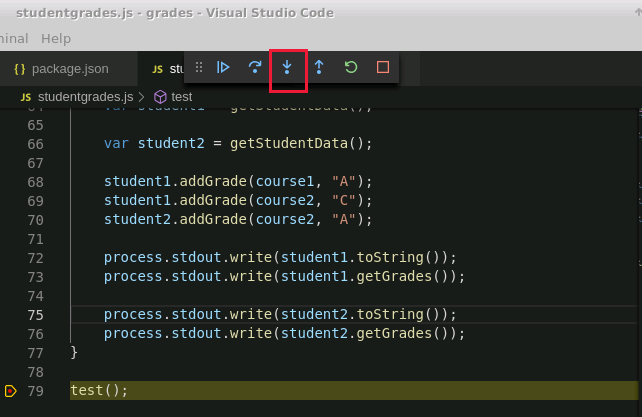 studentgrades.js - grades - Visual Studio Code
minal Help
{ } package.json
JS stu
JS studentgrades.js > test
64 var student1 = getStudentData();
65
66 var student2 = getStudentData();
67
68 student1.addGrade(course1, "A");
69 student1.addGrade(course2, "C");
70 student2.addGrade(course2, "A");
71
72 process.stdout.write(student1.toString());
73 process.stdout.write(student1.getGrades());
74
75 process.stdout.write(student2.toString());
76 process.stdout.write(student2.getGrades());
77 }
78
79 test();